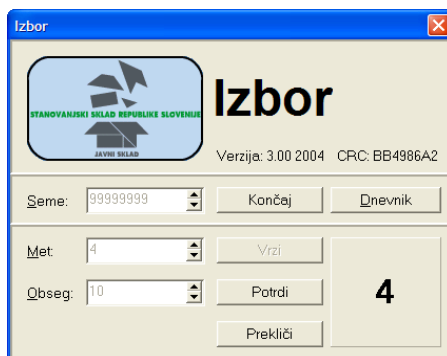 Izbor
STANOVANJSKI SKLAD REPUBLIKE SLOVENIJE
JAVNI SKLAD
Izbor
Verzija: 3.00 2004 CRC: BB4986A2
Seme: 99999999 Končaj Dnevnik
Met: 4 Vrzi
Obseg: 10 Potrdi 4
Prekliči